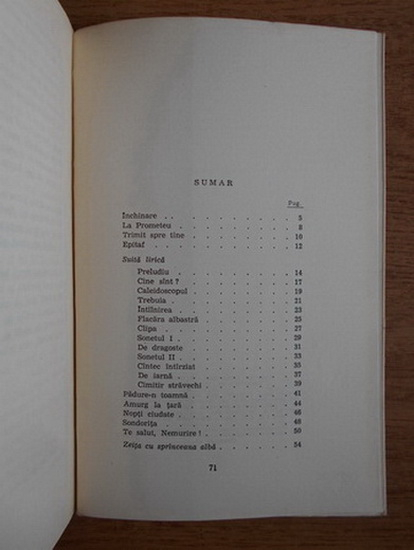 SUMAR
Pag
Inchinare . . . . . . . . . . 5
La Prometeu . . . . . . . . . 8
Trimit spre tine . . . . . . . . 10
Epitaf . . . . . . . . . . 12
Suită lirică
Preludiu . . . . . . . . . 14
Cine sînt ? . . . . . . . . 17
Caleidoscopul . . . . . . . 19
Trebuia . . . . . . . . . 21
Intîlnirea . . . . . . . . 23
Flacăra albastră . . . . . . 25
Clipa . . . . . . . . . 27
Sonetul I . . . . . . . . 29
De dragoste . . . . . . . 31
Sonetul II . . . . . . . . 33
Cîntec întîrziat . . . . . . 35
De iarnă . . . . . . . . 37
Cimitir străvechi . . . . . . 39
Pădure-n toamnă . . . . . . . 41
Amurg la țară . . . . . . . . 44
Nopți ciudate . . . . . . . . 46
Sondorița . . . . . . . . . 48
Te salut, Nemurire ! . . . . . . . 50
Zeița cu sprînceana albă . . . . . . 54
71